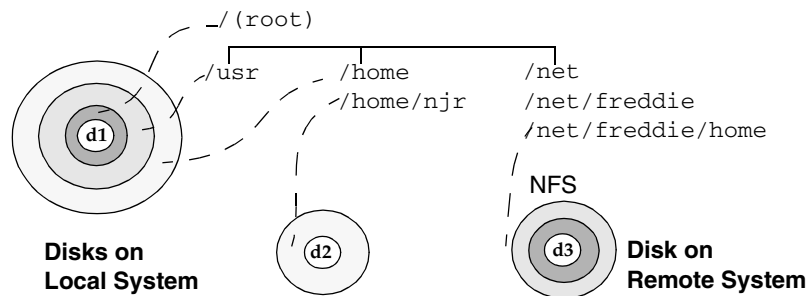 /(root)
/usr
/home
/net
/home/njr
/net/freddie
/net/freddie/home
d1
NFS
d2
d3
Disks on
Local System
Disk on
Remote System